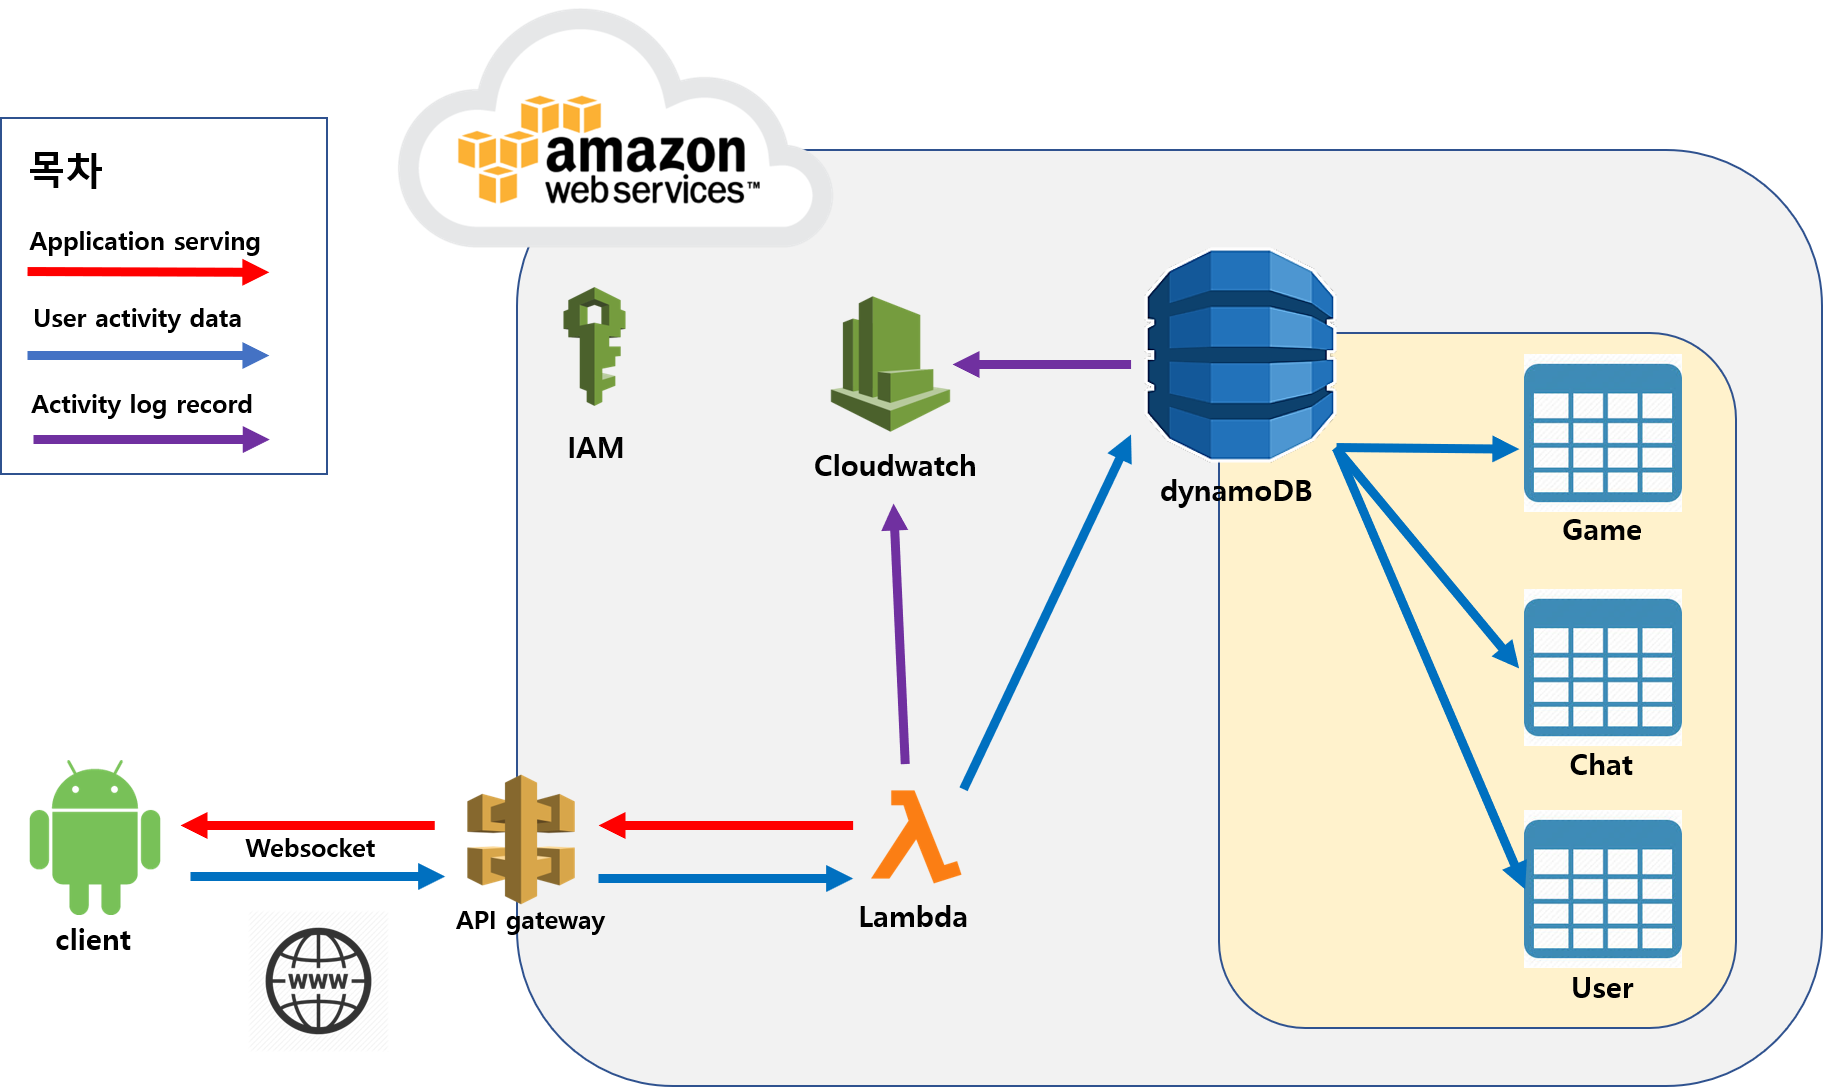 amazon
web services™
목차
Application serving
User activity data
Activity log record
IAM
Cloudwatch
dynamoDB
Game
Chat
User
Websocket
client
API gateway
Lambda
WWW